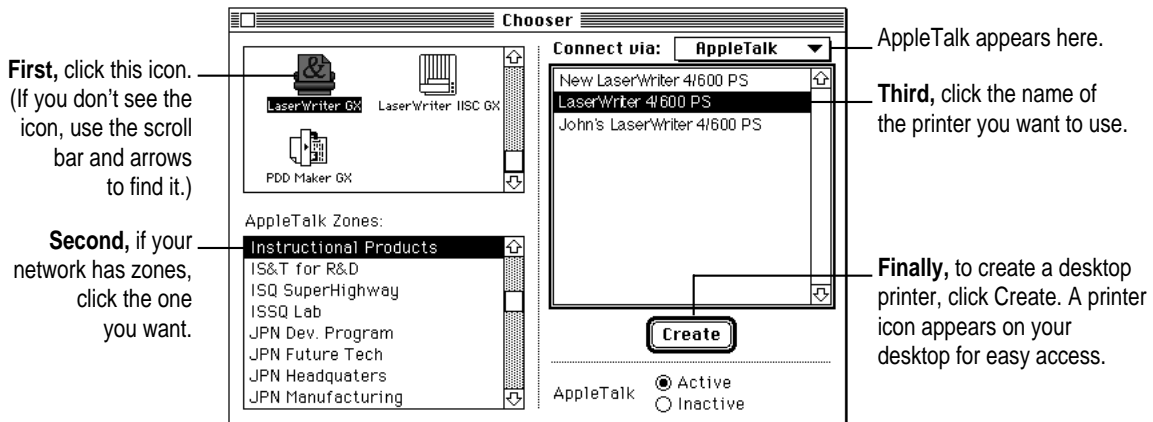 Chooser
First, click this icon.
(If you don't see the
icon, use the scroll
bar and arrows
to find it.)
Second, if your
network has zones,
click the one
you want.
LaserWriter GX
LaserWriter IISC GX
PDD Maker GX
AppleTalk Zones:
Instructional Products
IS&T for R&D
ISQ SuperHighway
ISSQ Lab
JPN Dev. Program
JPN Future Tech
JPN Headquaters
JPN Manufacturing
Connect via: AppleTalk
New LaserWriter 4/600 PS
LaserWriter 4/600 PS
John's LaserWriter 4/600 PS
Create
AppleTalk
Active
Inactive
AppleTalk appears here.
Third, click the name of
the printer you want to use.
Finally, to create a desktop
printer, click Create. A printer
icon appears on your
desktop for easy access.